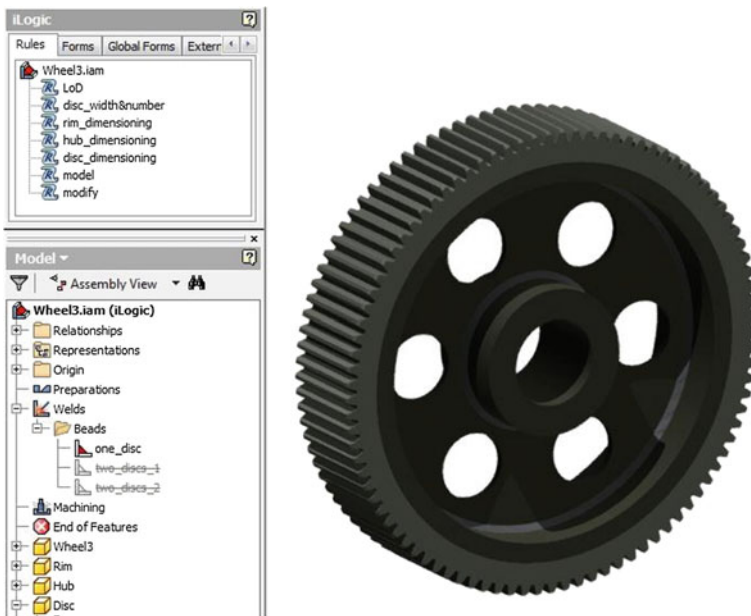 iLogic
Rules Forms Global Forms Extern
Wheel3.iam
LoD
disc_width&number
rim_dimensioning
hub_dimensioning
disc_dimensioning
model
modify
Model
Assembly View
Wheel3.iam (iLogic)
Relationships
Representations
Origin
Preparations
Welds
Beads
one_disc
two_discs_1
two_discs_2
Machining
End of Features
Wheel3
Rim
Hub
Disc